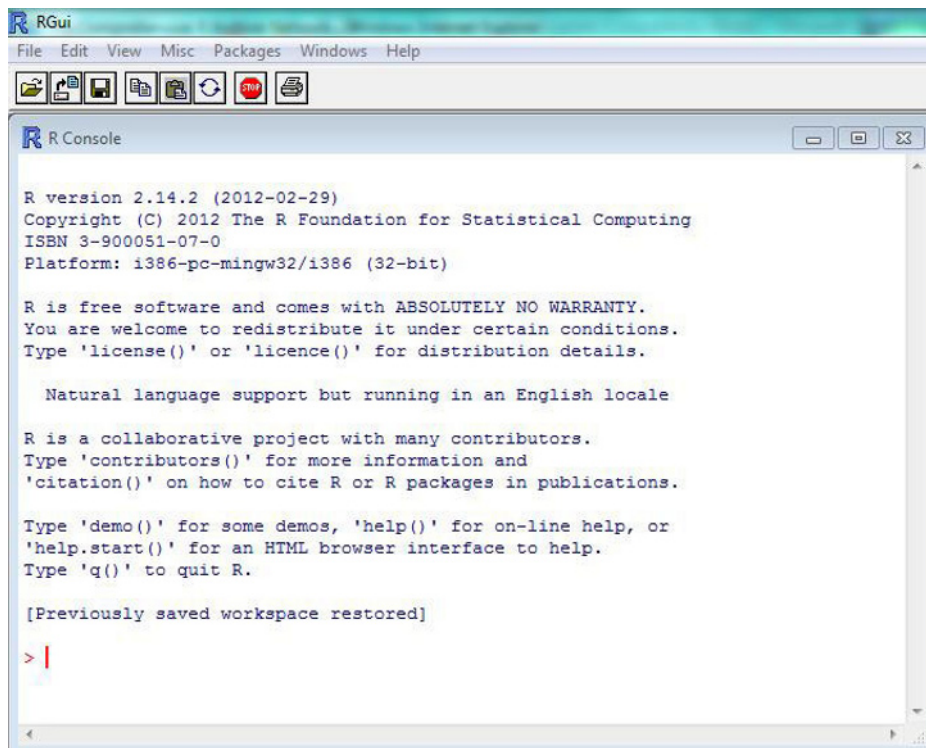 RGui
File Edit View Misc Packages Windows Help
STOP
R Console
R version 2.14.2 (2012-02-29)
Copyright (C) 2012 The R Foundation for Statistical Computing
ISBN 3-900051-07-0
Platform: i386-pc-mingw32/i386 (32-bit)
R is free software and comes with ABSOLUTELY NO WARRANTY.
You are welcome to redistribute it under certain conditions.
Type 'license()' or 'licence()' for distribution details.
Natural language support but running in an English locale
R is a collaborative project with many contributors.
Type 'contributors()' for more information and
'citation()' on how to cite R or R packages in publications.
Type 'demo()' for some demos, 'help()' for on-line help, or
'help.start()' for an HTML browser interface to help.
Type 'q()' to quit R.
[Previously saved workspace restored]
>